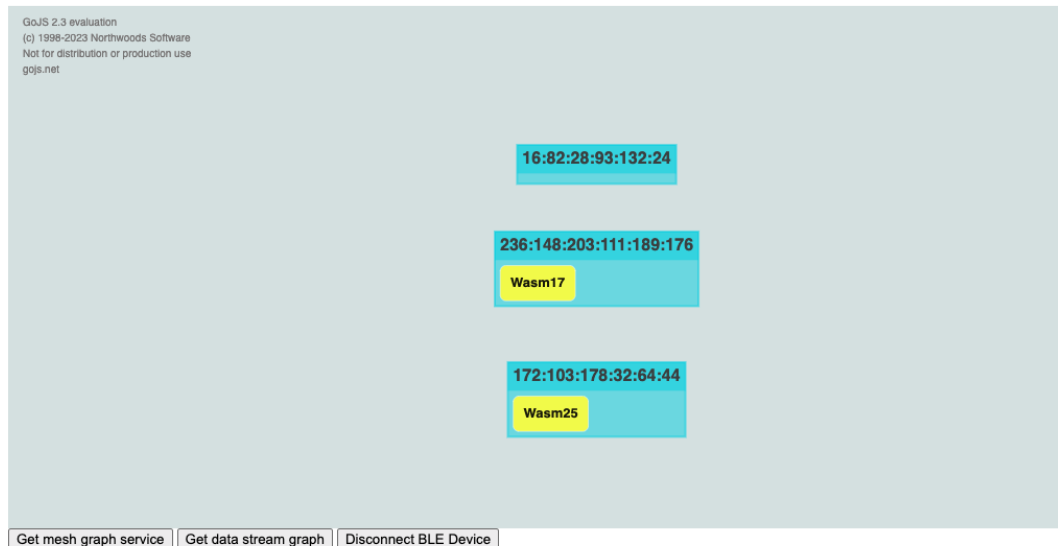 GoJS 2.3 evaluation
(c) 1998-2023 Northwoods Software
Not for distribution or production use
gojs.net
16:82:28:93:132:24
236:148:203:111:189:176
Wasm17
172:103:178:32:64:44
Wasm25
Get mesh graph service Get data stream graph Disconnect BLE Device